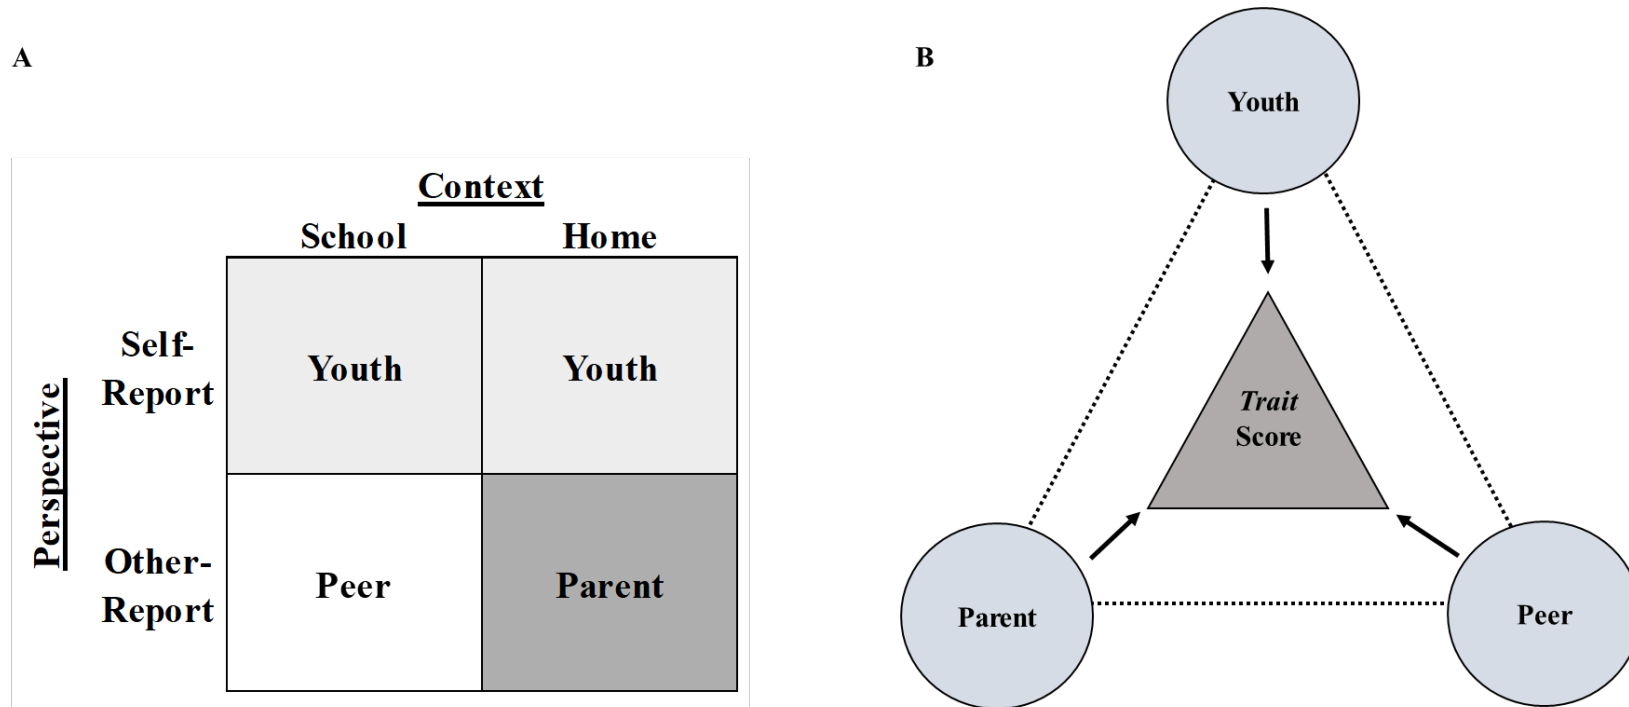 A
Context
School Home
Self-
Report
Youth Youth
Perspective
Other-
Report
Peer Parent
B
Youth
Trait
Score
Parent
Peer